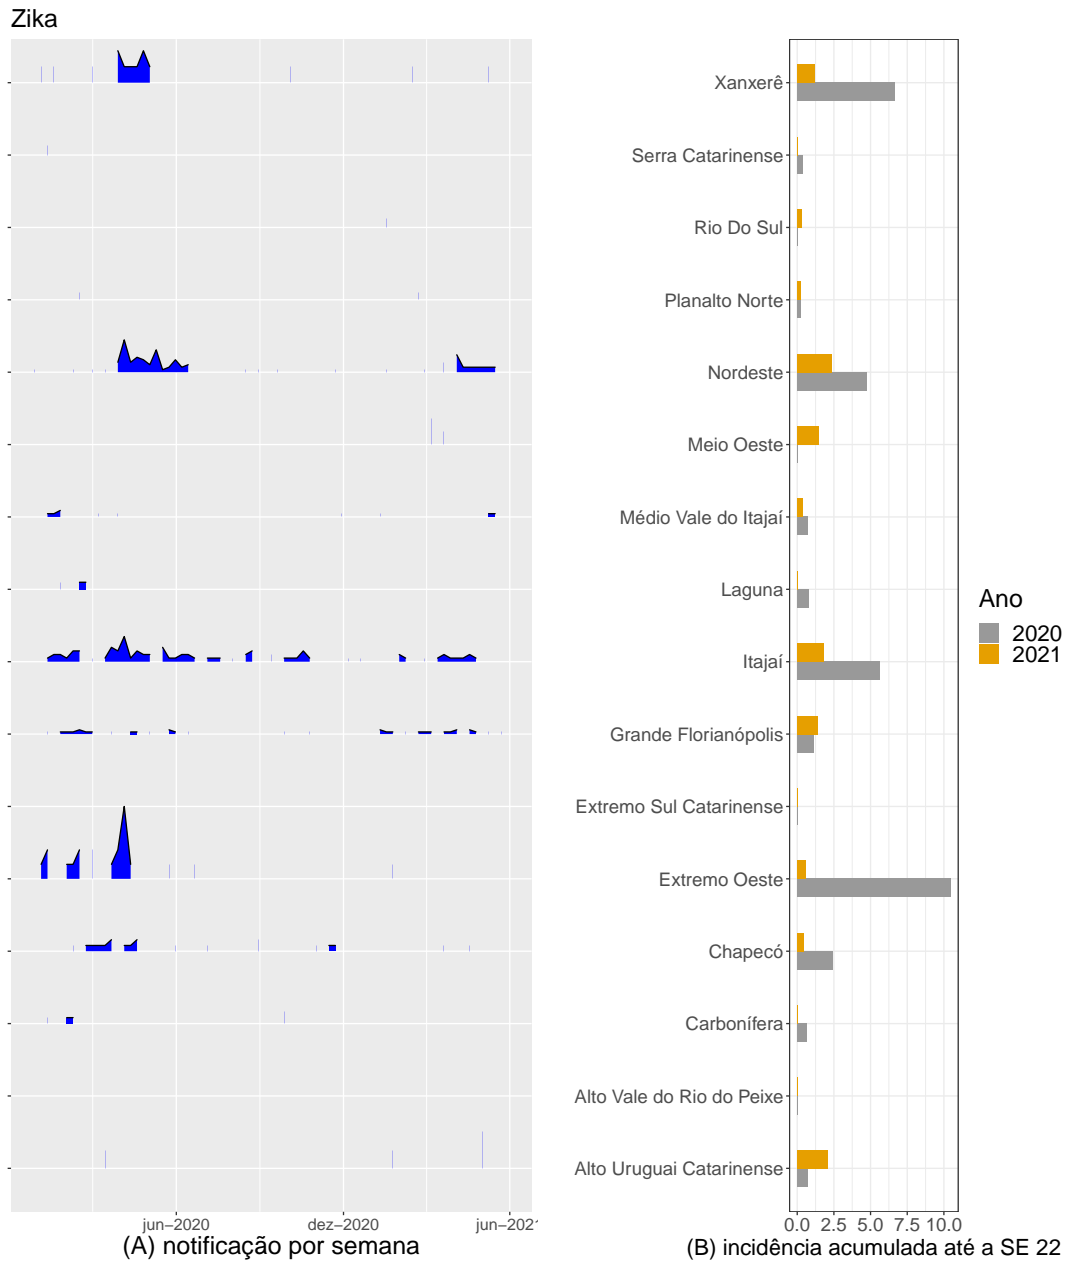 Zika
Xanxerê
Serra Catarinense
Rio Do Sul
Planalto Norte
Nordeste
Meio Oeste
Médio Vale do Itajaí
Laguna
Itajaí
Grande Florianópolis
Extremo Sul Catarinense
Extremo Oeste
Chapecó
Carbonífera
Alto Vale do Rio do Peixe
Alto Uruguai Catarinense
Ano
2020
2021
jun–2020 dez–2020 jun–2021
(A) notificação por semana
0.0 2.5 5.0 7.5 10.0
(B) incidência acumulada até a SE 22